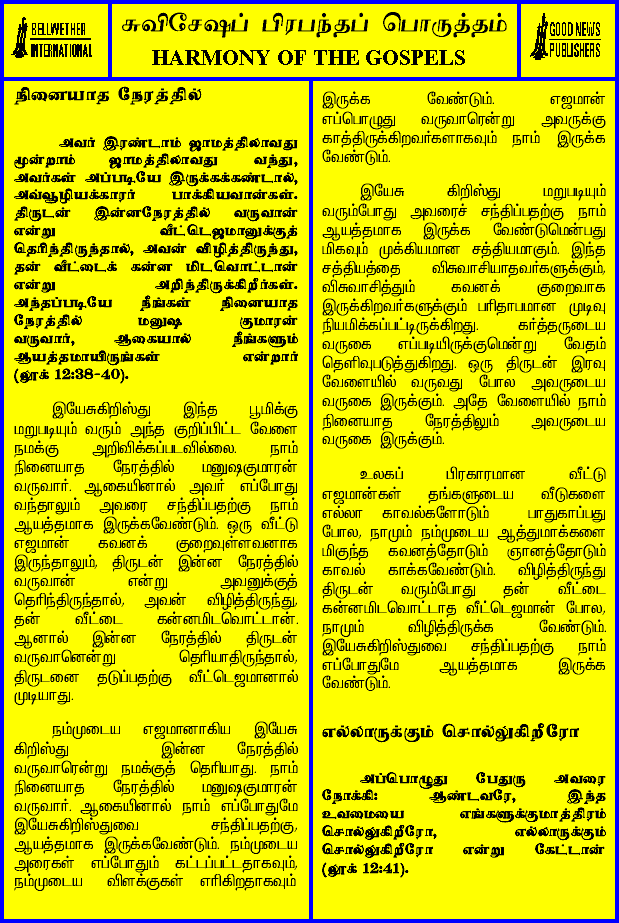 BELLWETHER
INTERNATIONAL
சுவிசேஷப் பிரபந்தப் பொருத்தம்
HARMONY OF THE GOSPELS
GOOD NEWS
PUBLISHERS
நினையாத நேரத்தில்
அவர் இரண்டாம் ஜாமத்திலாவது
மூன்றாம் ஜாமத்திலாவது வந்து,
அவர்கள் அப்படியே இருக்கக்கண்டால்,
அவ்வூழியக்காரர் பாக்கியவான்கள்.
திருடன் இன்னநேரத்தில் வருவான்
என்று வீட்டெஜமானுக்குத்
தெரிந்திருந்தால், அவன் விழித்திருந்து,
தன் வீட்டைக் கன்ன மிடவொட்டான்
என்று அறிந்திருக்கிறீர்கள்.
அந்தப்படியே நீங்கள் நினையாத
நேரத்தில் மனுஷ குமாரன்
வருவார், ஆகையால் நீங்களும்
ஆயத்தமாயிருங்கள் என்றார்
(லூக் 12:38-40).
இயேசுகிறிஸ்து இந்த பூமிக்கு
மறுபடியும் வரும் அந்த குறிப்பிட்ட வேளை
நமக்கு அறிவிக்கப்படவில்லை. நாம்
நினையாத நேரத்தில் மனுஷகுமாரன்
வருவார். ஆகையினால் அவர் எப்போது
வந்தாலும் அவரை சந்திப்பதற்கு நாம்
ஆயத்தமாக இருக்கவேண்டும். ஒரு வீட்டு
எஜமான் கவனக் குறைவுள்ளவனாக
இருந்தாலும், திருடன் இன்ன நேரத்தில்
வருவான் என்று அவனுக்குத்
தெரிந்திருந்தால், அவன் விழித்திருந்து,
தன் வீட்டை கன்னமிடவொட்டான்.
ஆனால் இன்ன நேரத்தில் திருடன்
வருவானென்று தெரியாதிருந்தால்,
திருடனை தடுப்பதற்கு வீட்டெஜமானால்
முடியாது.
நம்முடைய எஜமானாகிய இயேசு
கிறிஸ்து இன்ன நேரத்தில்
வருவாரென்று நமக்குத் தெரியாது. நாம்
நினையாத நேரத்தில் மனுஷகுமாரன்
வருவார். ஆகையினால் நாம் எப்போதுமே
இயேசுகிறிஸ்துவை சந்திப்பதற்கு,
ஆயத்தமாக இருக்கவேண்டும். நம்முடைய
அரைகள் எப்போதும் கட்டப்பட்டதாகவும்,
நம்முடைய விளக்குகள் எரிகிறதாகவும்
இருக்க வேண்டும். எஜமான்
எப்பொழுது வருவாரென்று அவருக்கு
காத்திருக்கிறவர்களாகவும் நாம் இருக்க
வேண்டும்.
இயேசு கிறிஸ்து மறுபடியும்
வரும்போது அவரைச் சந்திப்பதற்கு நாம்
ஆயத்தமாக இருக்க வேண்டுமென்பது
மிகவும் முக்கியமான சத்தியமாகும். இந்த
சத்தியத்தை விசுவாசியாதவர்களுக்கும்,
விசுவாசித்தும் கவனக் குறைவாக
இருக்கிறவர்களுக்கும் பரிதாபமான முடிவு
நியமிக்கப்பட்டிருக்கிறது. கர்த்தருடைய
வருகை எப்படியிருக்குமென்று வேதம்
தெளிவுபடுத்துகிறது. ஒரு திருடன் இரவு
வேளையில் வருவது போல அவருடைய
வருகை இருக்கும். அதே வேளையில் நாம்
நினையாத நேரத்திலும் அவருடைய
வருகை இருக்கும்.
உலகப் பிரகாரமான வீட்டு
எஜமான்கள் தங்களுடைய வீடுகளை
எல்லா காவல்களோடும் பாதுகாப்பது
போல, நாமும் நம்முடைய ஆத்துமாக்களை
மிகுந்த கவனத்தோடும் ஞானத்தோடும்
காவல் காக்கவேண்டும். விழித்திருந்து
திருடன் வரும்போது தன் வீட்டை
கன்னமிடவொட்டாத வீட்டெஜமான் போல,
நாமும் விழித்திருக்க வேண்டும்.
இயேசுகிறிஸ்துவை சந்திப்பதற்கு நாம்
எப்போதுமே ஆயத்தமாக இருக்க
வேண்டும்.
எல்லாருக்கும் சொல்லுகிறீரோ
அப்பொழுது பேதுரு அவரை
நோக்கி: ஆண்டவரே, இந்த
உவமையை எங்களுக்குமாத்திரம்
சொல்லுகிறீரோ, எல்லாருக்கும்
சொல்லுகிறீரோ என்று கேட்டான்
(லூக் 12:41).